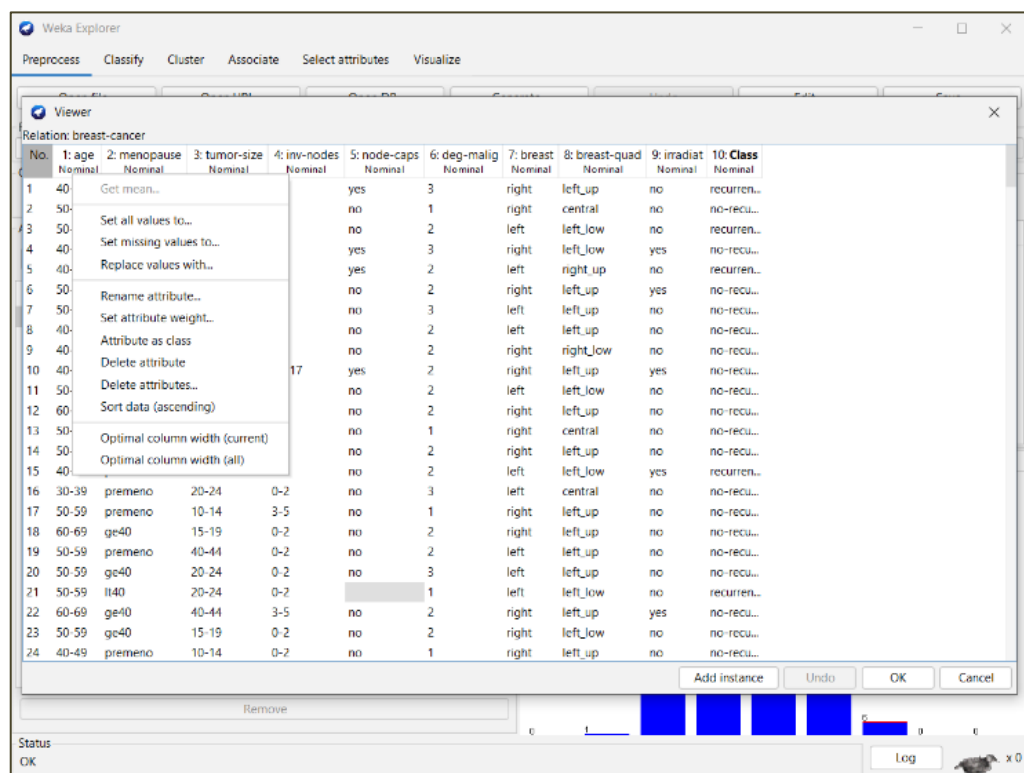 Weka Explorer
Preprocess Classify Cluster Associate Select attributes Visualize
Viewer
Relation: breast-cancer
No. 1: age 2: menopause 3: tumor-size 4: inv-nodes 5: node-caps 6: deg-malig 7: breast 8: breast-quad 9: irradiat 10: Class
Nominal Nominal Nominal Nominal Nominal Nominal Nominal Nominal Nominal Nominal
1 40- yes 3 right left_up no recurren...
2 50- no 1 right central no no-recu...
3 50- no 2 left left_low no recurren...
4 40- yes 3 right left_low yes no-recu...
5 40- yes 2 left right_up no recurren...
6 50- no 2 right left_up yes no-recu...
7 50- no 3 left left_up no no-recu...
8 40- no 2 left left_up no no-recu...
9 40- no 2 right right_low no no-recu...
10 40- 17 yes 2 right left_up yes no-recu...
11 50- no 2 left left_low no no-recu...
12 60- no 2 right left_up no no-recu...
13 50- no 1 right central no no-recu...
14 50- no 2 right left_up no no-recu...
15 40- no 2 left left_low yes recurren...
16 30-39 premeno 20-24 0-2 no 3 left central no no-recu...
17 50-59 premeno 10-14 3-5 no 1 right left_up no no-recu...
18 60-69 ge40 15-19 0-2 no 2 right left_up no no-recu...
19 50-59 premeno 40-44 0-2 no 2 left left_up no no-recu...
20 50-59 ge40 20-24 0-2 no 3 left left_up no no-recu...
21 50-59 lt40 20-24 0-2 1 left left_low no recurren...
22 60-69 ge40 40-44 3-5 no 2 right left_up yes no-recu...
23 50-59 ge40 15-19 0-2 no 2 right left_low no no-recu...
24 40-49 premeno 10-14 0-2 no 1 right left_up no no-recu...
Get mean...
Set all values to...
Set missing values to...
Replace values with...
Rename attribute...
Set attribute weight...
Attribute as class
Delete attribute
Delete attributes...
Sort data (ascending)
Optimal column width (current)
Optimal column width (all)
Add instance Undo OK Cancel
Remove
0 1 6 0 0
Status
OK
Log x 0